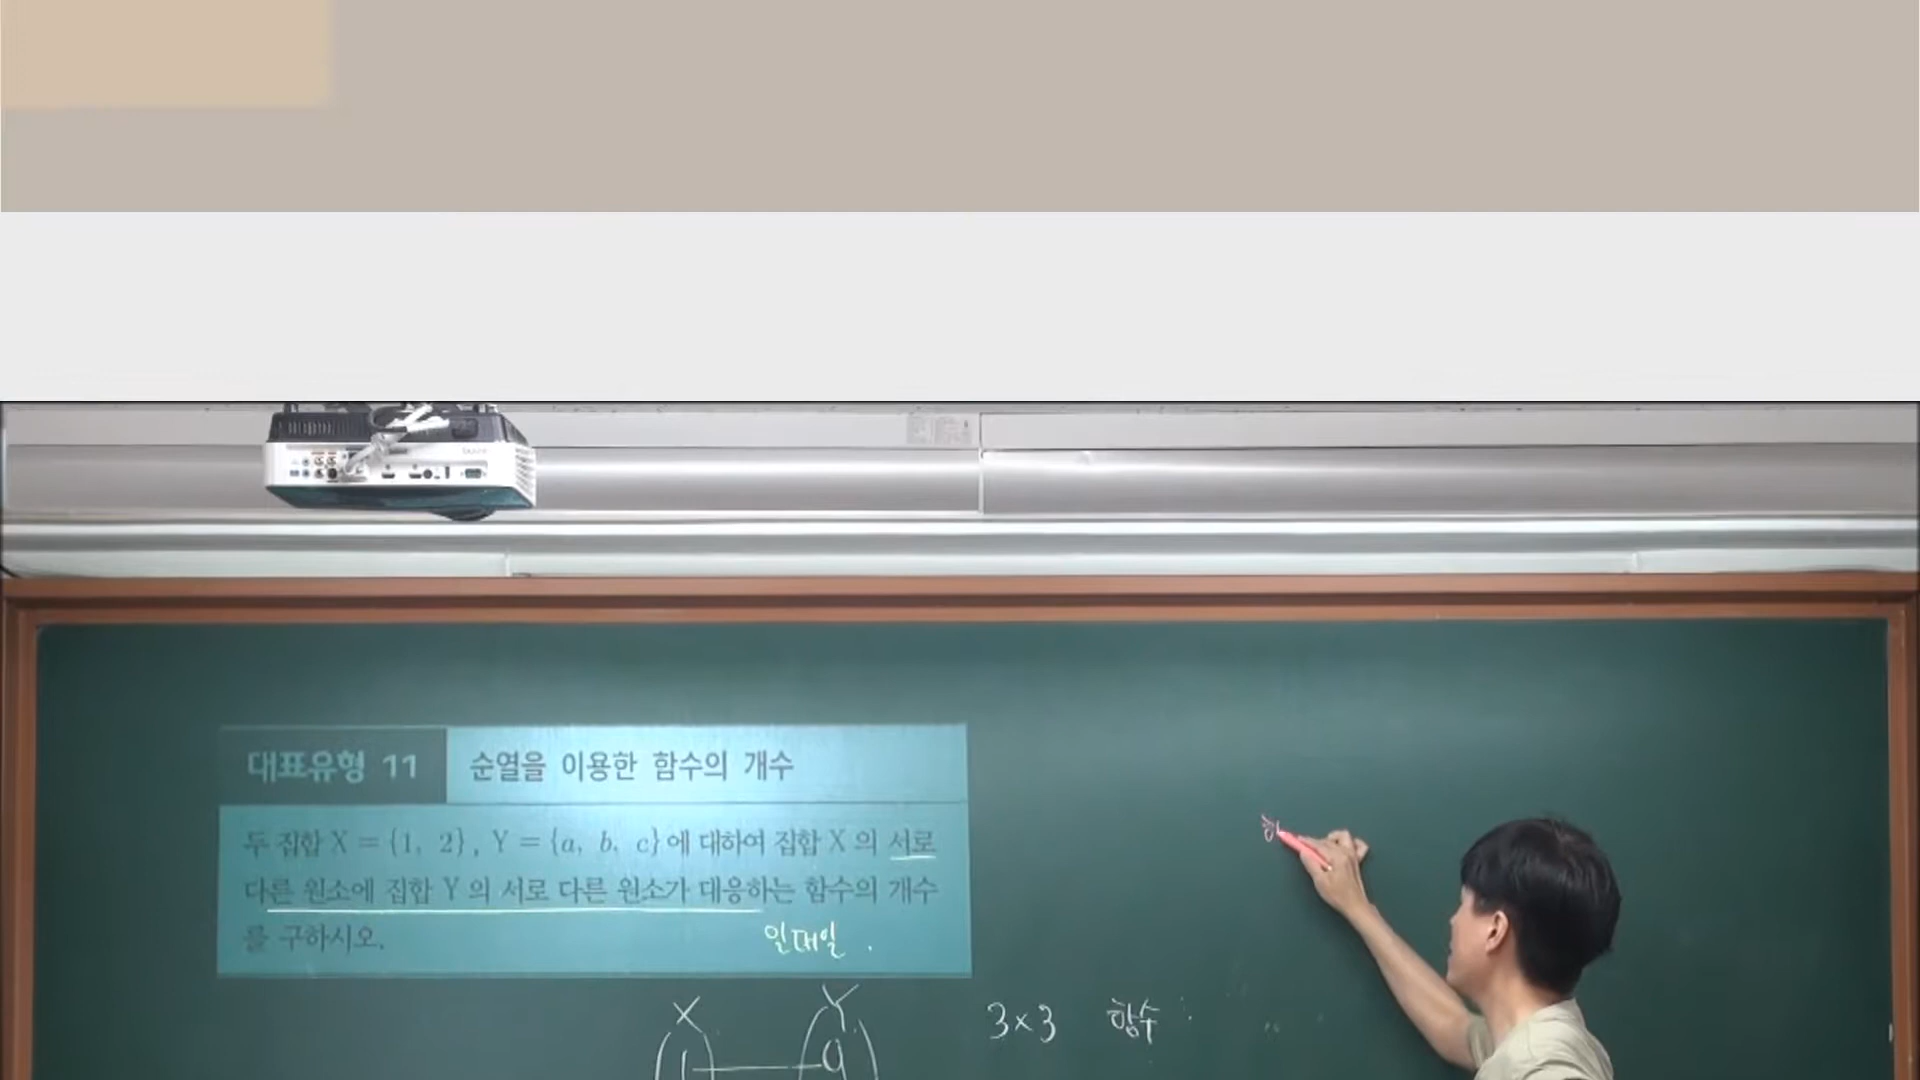 대표유형 11
순열을 이용한 함수의 개수
두 집합 X = {1, 2}, Y = {a, b, c}에 대하여 집합 X의 서로
다른 원소에 집합 Y의 서로 다른 원소가 대응하는 함수의 개수
를 구하시오.
일대일.
X Y
3×3 함수
1 a